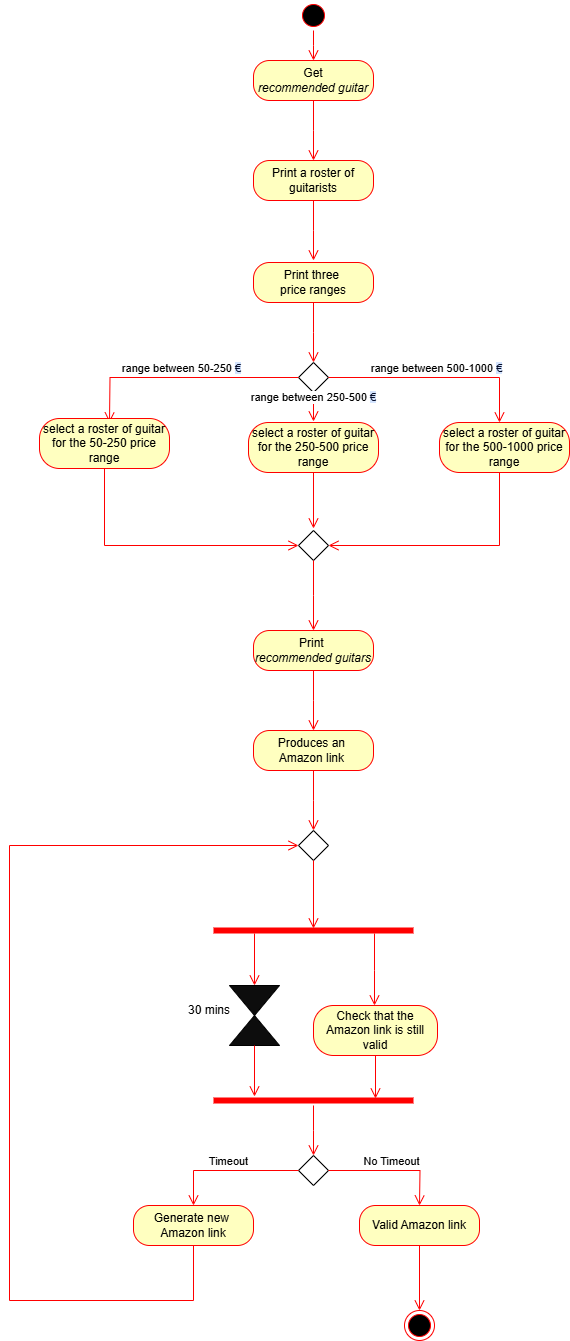 Get
recommended guitar
Print a roster of
guitarists
Print three
price ranges
range between 50-250 €
range between 500-1000 €
range between 250-500 €
select a roster of guitar
for the 50-250 price
range
select a roster of guitar
for the 250-500 price
range
select a roster of guitar
for the 500-1000 price
range
Print
recommended guitars
Produces an
Amazon link
30 mins
Check that the
Amazon link is still
valid
Timeout
No Timeout
Generate new
Amazon link
Valid Amazon link